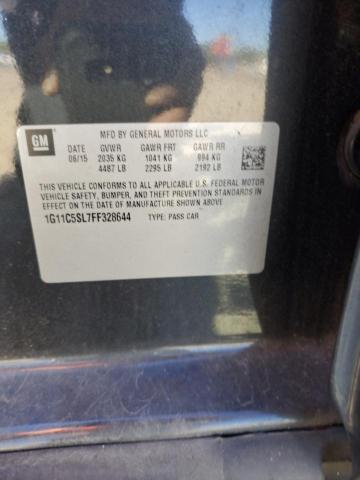 GM
MFD BY GENERAL MOTORS LLC
DATE GVWR GAWR FRT GAWR RR
06/15 2035 KG 1041 KG 994 KG
4487 LB 2295 LB 2192 LB
THIS VEHICLE CONFORMS TO ALL APPLICABLE U.S. FEDERAL MOTOR
VEHICLE SAFETY, BUMPER, AND THEFT PREVENTION STANDARDS IN
EFFECT ON THE DATE OF MANUFACTURE SHOWN ABOVE
1G11C5SL7FF328644 TYPE: PASS CAR